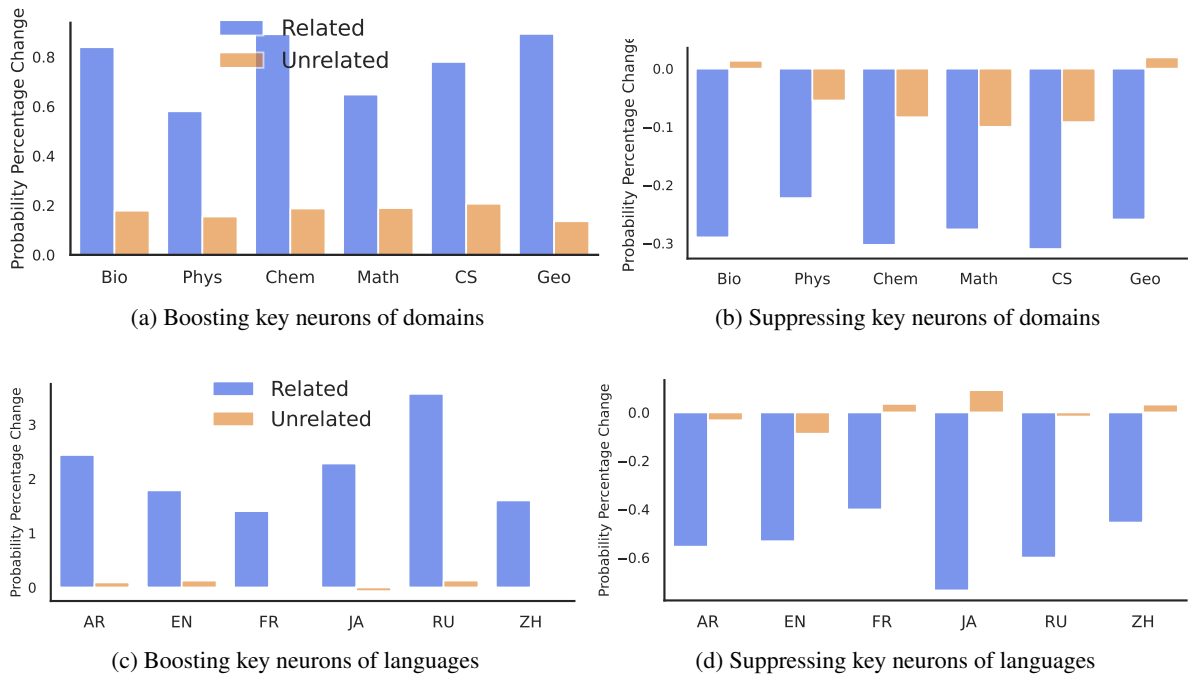 Probability Percentage Change
0.8
0.6
0.4
0.2
0.0
Related
Unrelated
Bio Phys Chem Math CS Geo
(a) Boosting key neurons of domains
Probability Percentage Change
0.0
−0.1
−0.2
−0.3
Bio Phys Chem Math CS Geo
(b) Suppressing key neurons of domains
Probability Percentage Change
3
2
1
0
Related
Unrelated
AR EN FR JA RU ZH
(c) Boosting key neurons of languages
Probability Percentage Change
0.0
−0.2
−0.4
−0.6
AR EN FR JA RU ZH
(d) Suppressing key neurons of languages